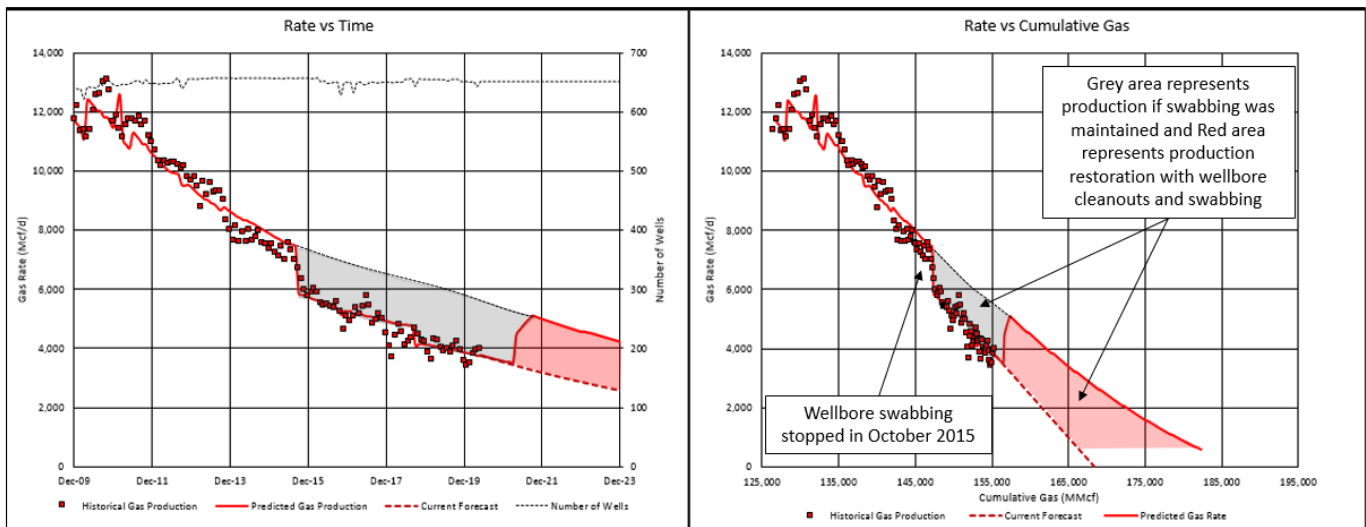 Rate vs Time
14,000
12,000
10,000
8,000
6,000
4,000
2,000
0
Gas Rate (Mcf/d)
700
600
500
400
300
200
100
0
Number of Wells
Dec-09 Dec-11 Dec-13 Dec-15 Dec-17 Dec-19 Dec-21 Dec-23
Historical Gas Production Predicted Gas Production Current Forecast Number of Wells
Rate vs Cumulative Gas
14,000
12,000
10,000
8,000
6,000
4,000
2,000
0
Gas Rate (Mcf/d)
Grey area represents
production if swabbing was
maintained and Red area
represents production
restoration with wellbore
cleanouts and swabbing
Wellbore swabbing
stopped in October 2015
125,000 135,000 145,000 155,000 165,000 175,000 185,000 195,000
Cumulative Gas (MMcf)
Historical Gas Production Current Forecast Predicted Gas Rate